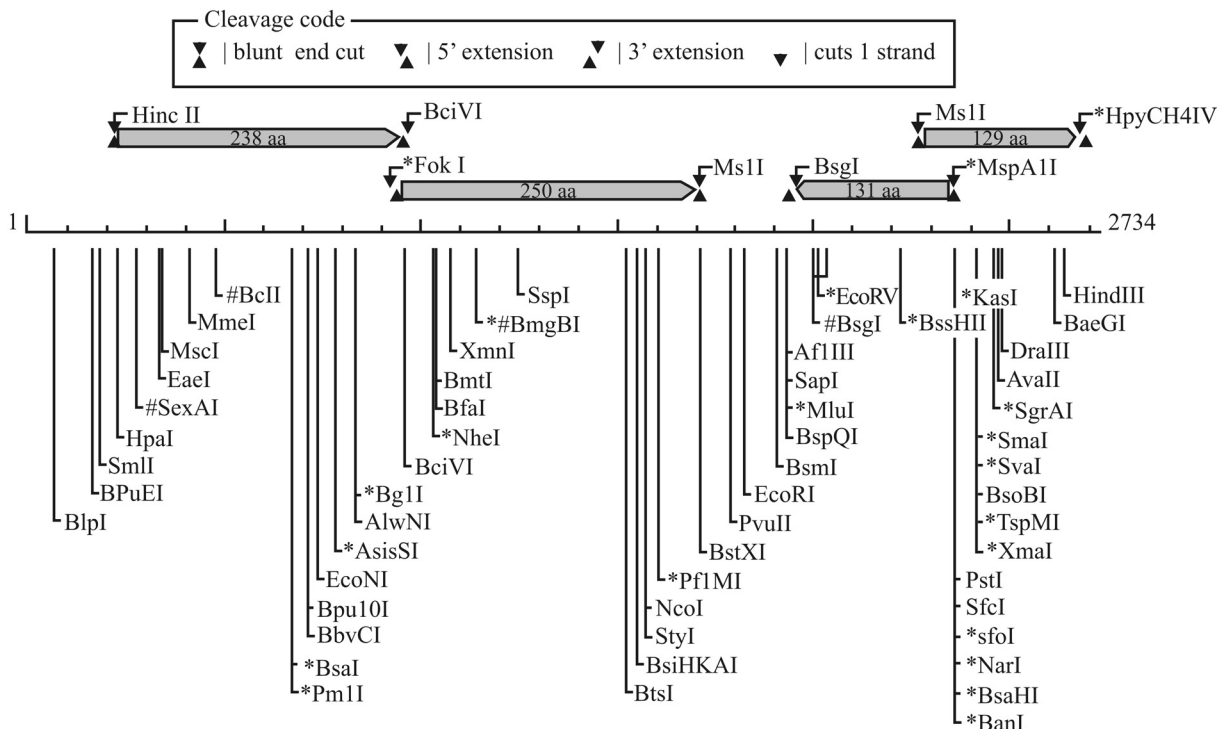 Cleavage code
| blunt end cut | 5’ extension | 3’ extension | cuts 1 strand
Hinc II BciVI Ms1I *HpyCH4IV
238 aa 129 aa
*Fok I Ms1I BsgI *MspA1I
250 aa 131 aa
1 2734
#BcII SspI *EcoRV *KasI HindIII
MmeI *#BmgBI #BsgI *BssHII BaeGI
MscI XmnI Af1III DraIII
EaeI BmtI SapI AvaII
#SexAI BfaI *MluI *SgrAI
HpaI *NheI BspQI *SmaI
SmlI BciVI BsmI *SvaI
BPuEI *Bg1I EcoRI BsoBI
BlpI AlwNI PvuII *TspMI
*AsisSI BstXI *XmaI
EcoNI *Pf1MI PstI
Bpu10I NcoI SfcI
BbvCI StyI *sfoI
*BsaI BsiHKAI *NarI
*Pm1I BtsI *BsaHI
*BanI